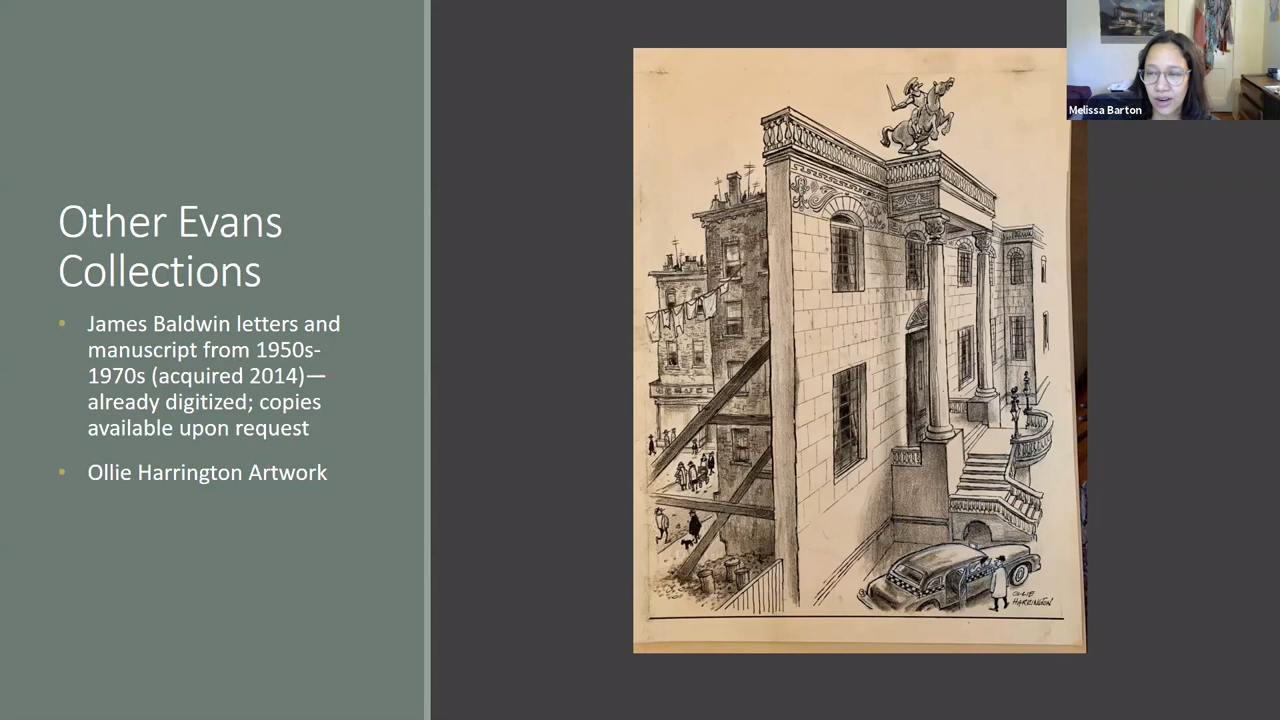 Melissa Barton
Other Evans
Collections
• James Baldwin letters and
manuscript from 1950s-
1970s (acquired 2014)—
already digitized; copies
available upon request
• Ollie Harrington Artwork
OLLIE
HARRINGTON